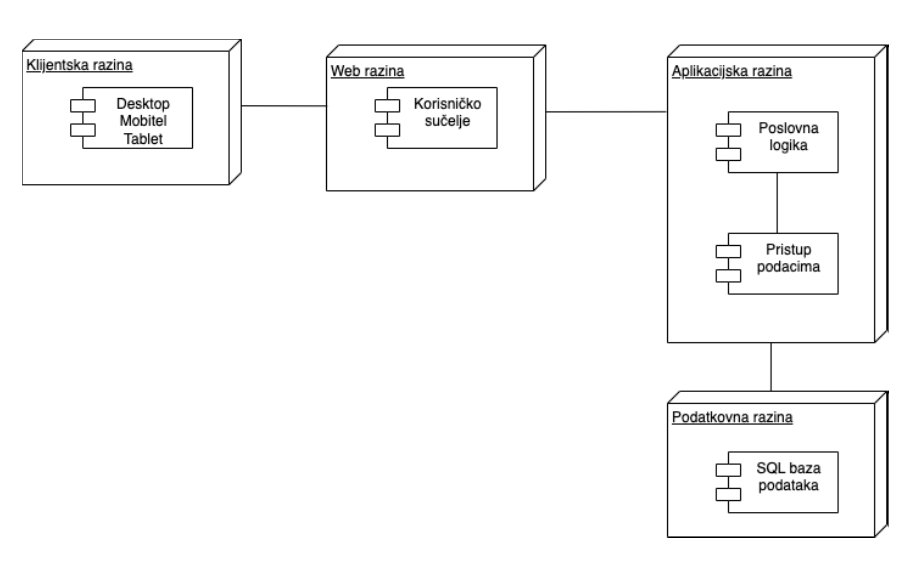 Klijentska razina
Desktop
Mobitel
Tablet
Web razina
Korisničko
sučelje
Aplikacijska razina
Poslovna
logika
Pristup
podacima
Podatkovna razina
SQL baza
podataka